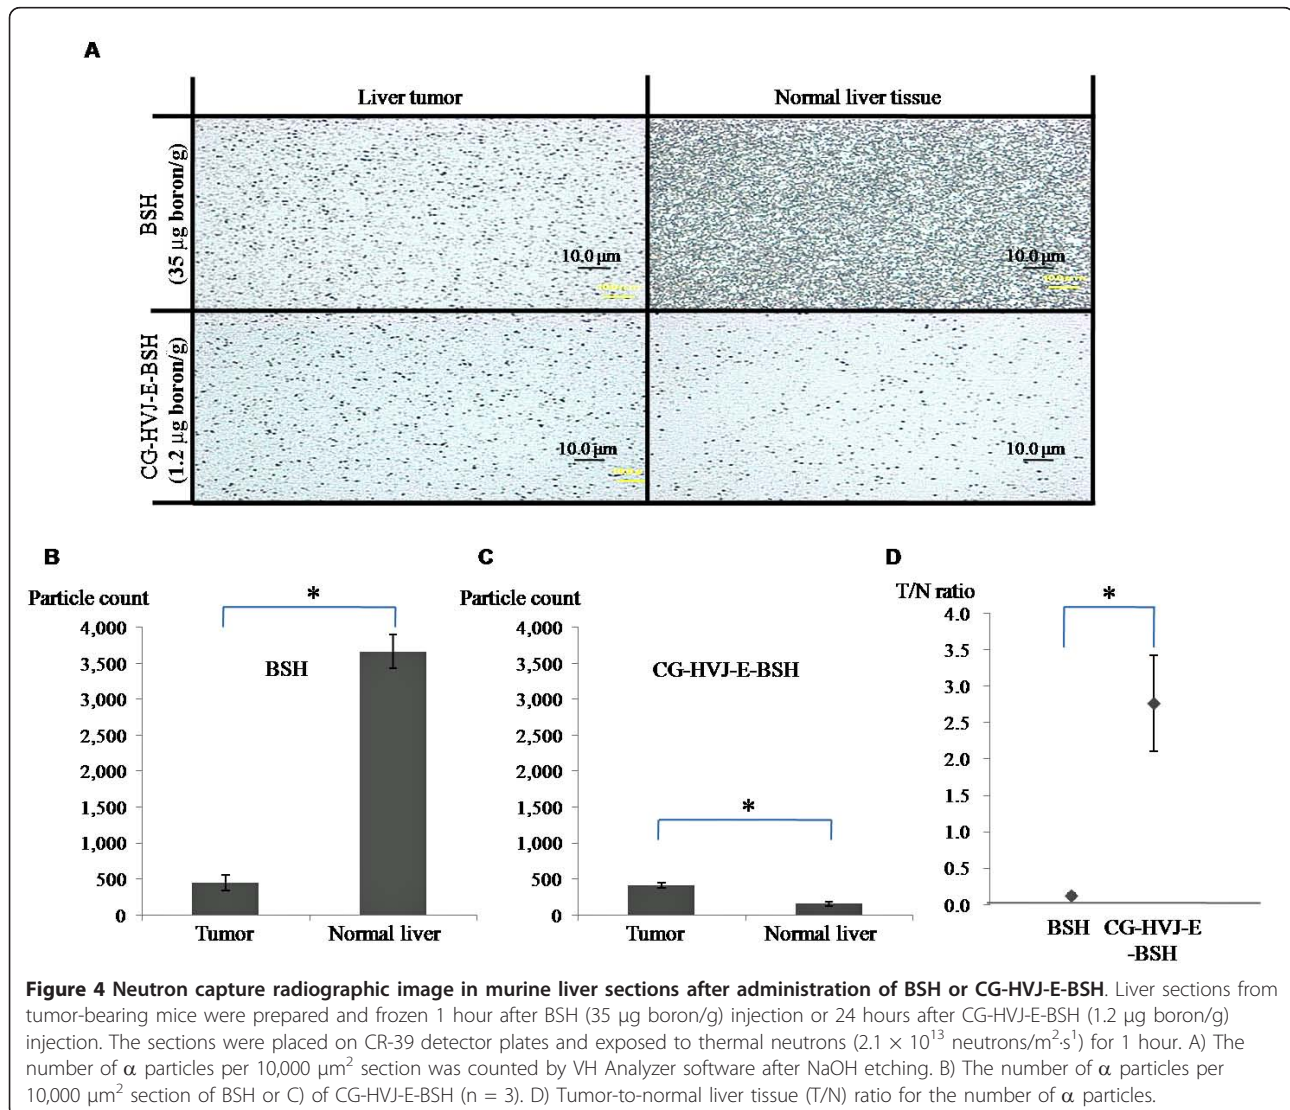 A
Liver tumor
Normal liver tissue
BSH
(35 µg boron/g)
10.0 µm
10.0 µm
CG-HVJ-E-BSH
(1.2 µg boron/g)
10.0 µm
10.0 µm
B
Particle count
4,000
3,500
3,000
2,500
2,000
1,500
1,000
500
0
*
BSH
Tumor
Normal liver
C
Particle count
4,000
3,500
3,000
2,500
2,000
1,500
1,000
500
0
CG-HVJ-E-BSH
*
Tumor
Normal liver
D
T/N ratio
4.0
3.5
3.0
2.5
2.0
1.5
1.0
0.5
0.0
*
BSH
CG-HVJ-E
-BSH
Figure 4 Neutron capture radiographic image in murine liver sections after administration of BSH or CG-HVJ-E-BSH. Liver sections from
tumor-bearing mice were prepared and frozen 1 hour after BSH (35 µg boron/g) injection or 24 hours after CG-HVJ-E-BSH (1.2 µg boron/g)
injection. The sections were placed on CR-39 detector plates and exposed to thermal neutrons (2.1 × 10¹³ neutrons/m²·s¹) for 1 hour. A) The
number of α particles per 10,000 µm² section was counted by VH Analyzer software after NaOH etching. B) The number of α particles per
10,000 µm² section of BSH or C) of CG-HVJ-E-BSH (n = 3). D) Tumor-to-normal liver tissue (T/N) ratio for the number of α particles.